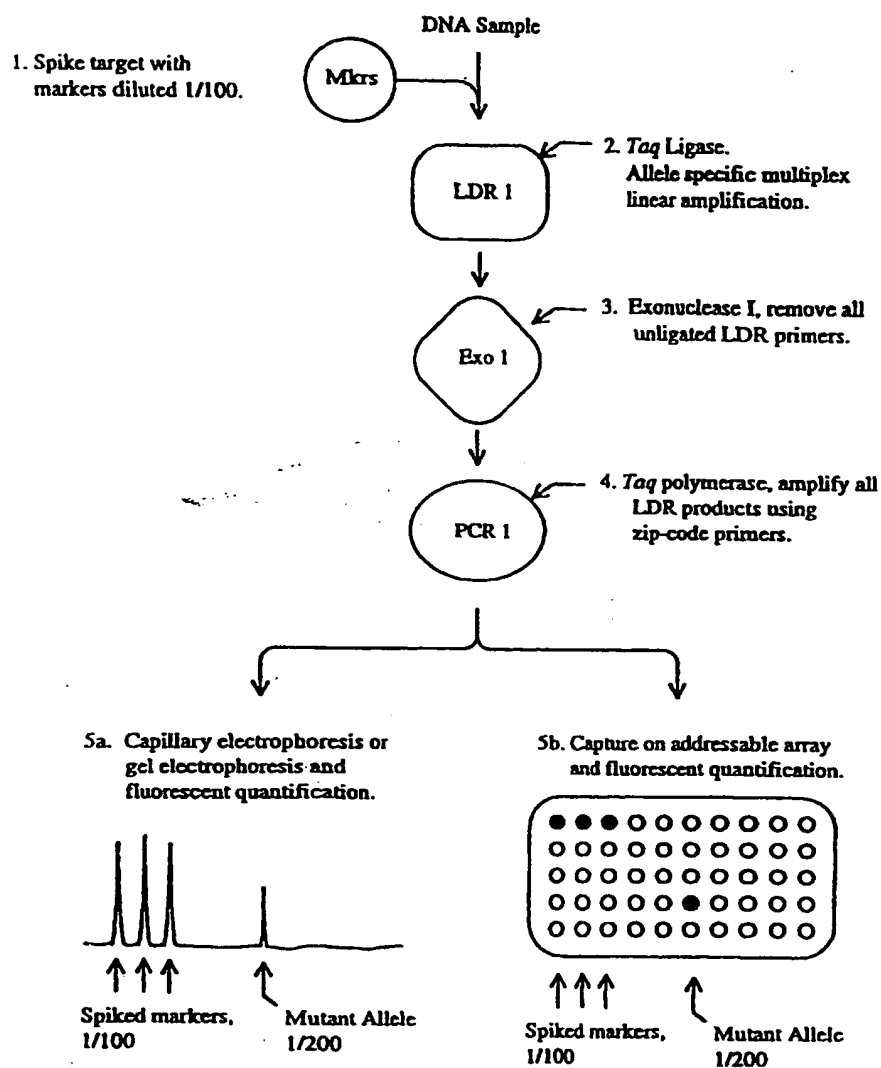 DNA Sample
1. Spike target with
markers diluted 1/100.
Mkrs
2. Taq Ligase.
Allele specific multiplex
linear amplification.
LDR 1
3. Exonuclease I, remove all
unligated LDR primers.
Exo 1
4. Taq polymerase, amplify all
LDR products using
zip-code primers.
PCR 1
5a. Capillary electrophoresis or
gel electrophoresis and
fluorescent quantification.
5b. Capture on addressable array
and fluorescent quantification.
Spiked markers,
1/100
Mutant Allele
1/200
Spiked markers,
1/100
Mutant Allele
1/200